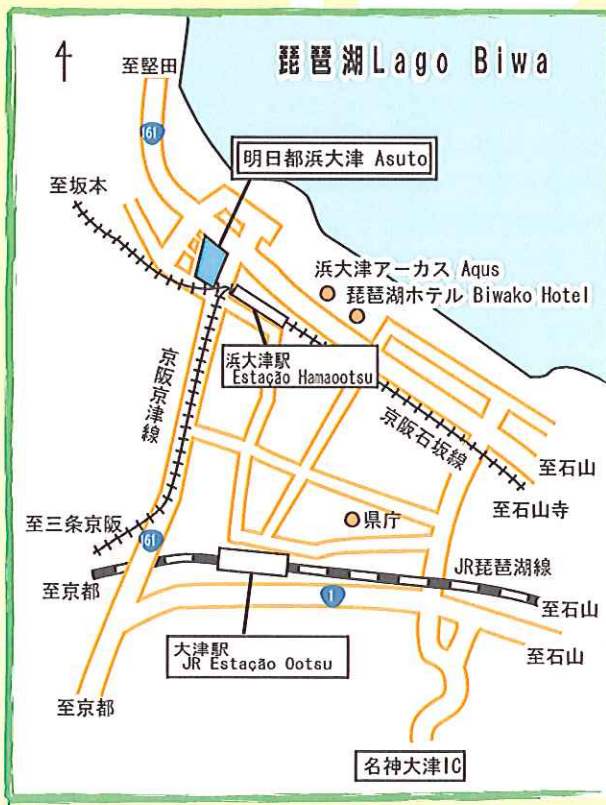 琵琶湖Lago Biwa
至堅田
161
明日都浜大津 Asuto
至坂本
浜大津アーカス Aqus
琵琶湖ホテル Biwako Hotel
浜大津駅
Estação Hamaootsu
京阪京津線
京阪石坂線
至石山
至石山寺
県庁
至三条京阪
161
JR琵琶湖線
至京都
1
至石山
大津駅
JR Estação Ootsu
至石山
至京都
名神大津IC